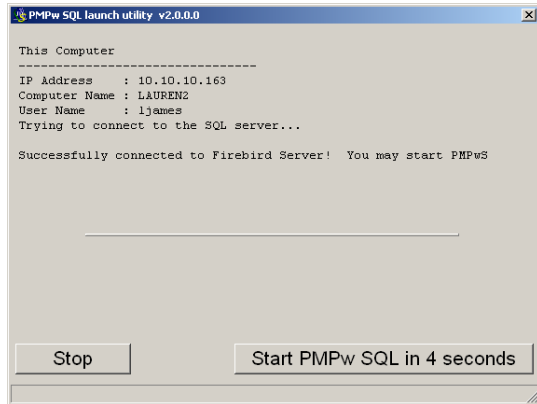 PMPw SQL launch utility v2.0.0.0
This Computer
---------------------------------
IP Address : 10.10.10.163
Computer Name : LAUREN2
User Name : ljames
Trying to connect to the SQL server...
Successfully connected to Firebird Server! You may start PMPwS
Stop
Start PMPw SQL in 4 seconds